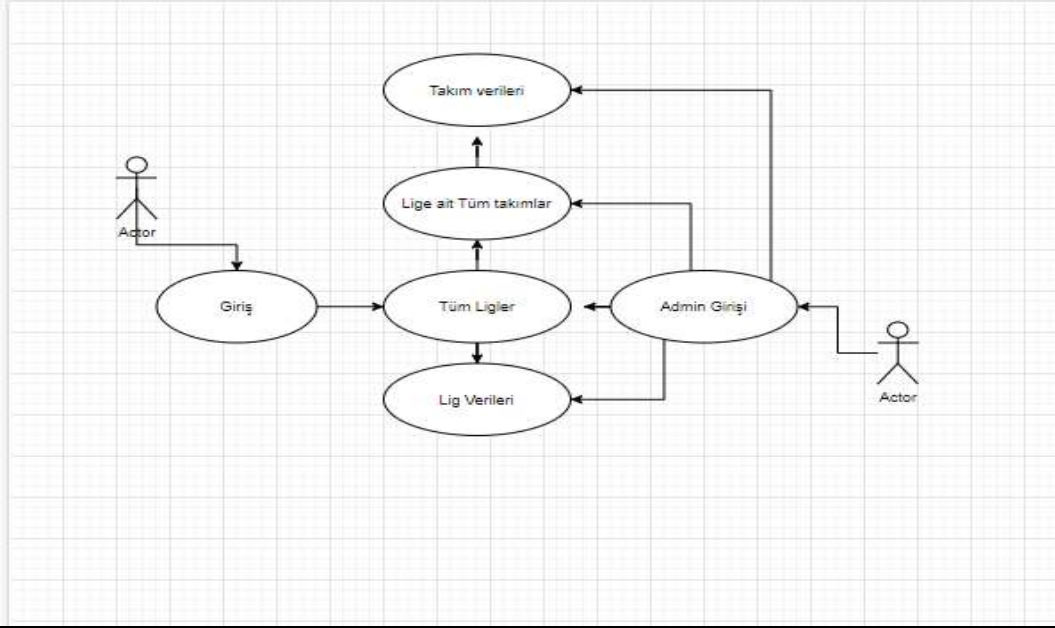 Takım verileri
Lige ait Tüm takımlar
Actor
Giriş
Tüm Ligler
Admin Girişi
Lig Verileri
Actor